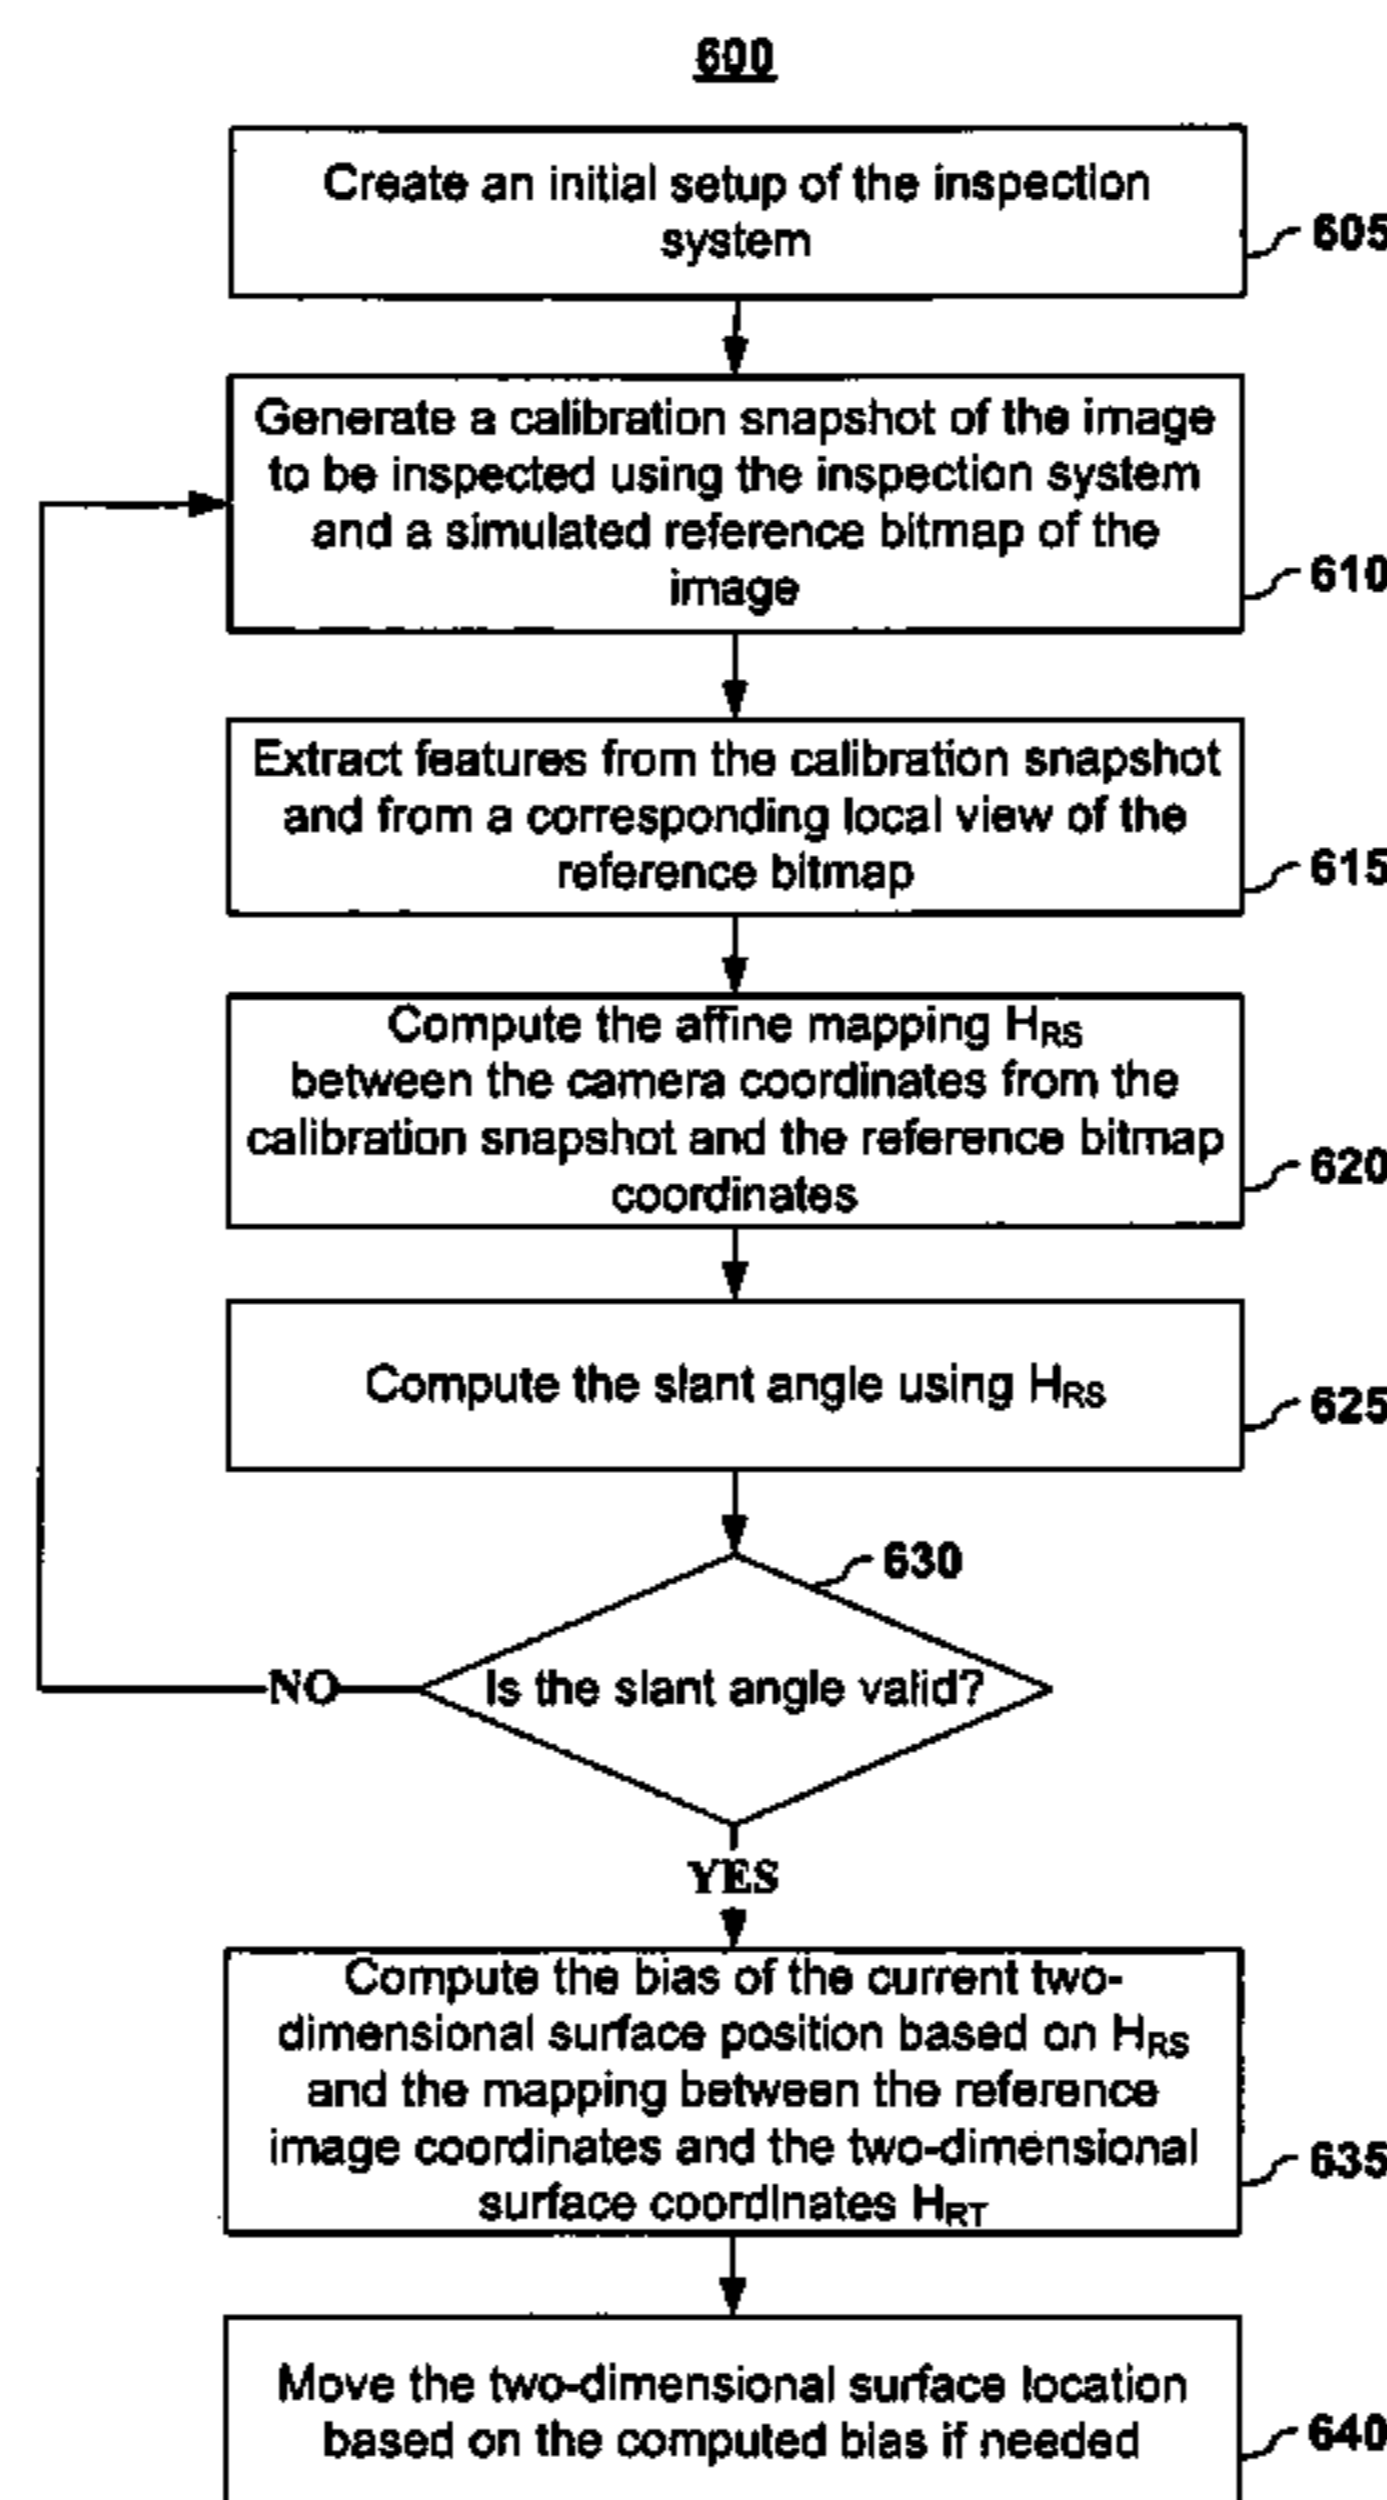 600
Create an initial setup of the inspection
system
605
Generate a calibration snapshot of the image
to be inspected using the inspection system
and a simulated reference bitmap of the
image
610
Extract features from the calibration snapshot
and from a corresponding local view of the
reference bitmap
615
Compute the affine mapping HRS
between the camera coordinates from the
calibration snapshot and the reference bitmap
coordinates
620
Compute the slant angle using HRS
625
630
Is the slant angle valid?
NO
YES
Compute the bias of the current two-
dimensional surface position based on HRS
and the mapping between the reference
image coordinates and the two-dimensional
surface coordinates HRT
635
Move the two-dimensional surface location
based on the computed bias if needed
640